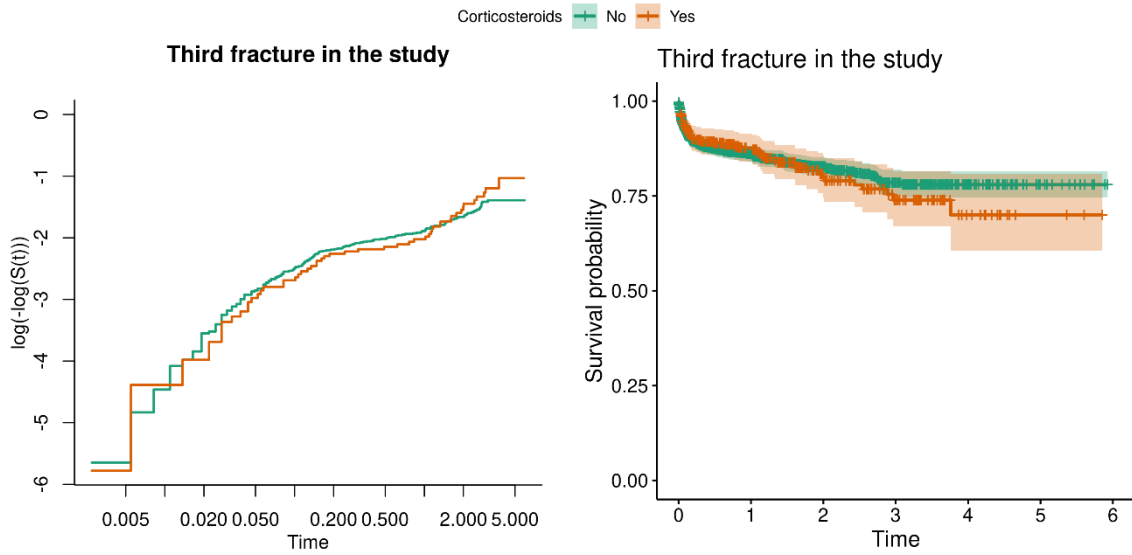 Corticosteroids No Yes
Third fracture in the study
log(-log(S(t)))
0
-1
-2
-3
-4
-5
-6
0.005 0.020 0.050 0.200 0.500 2.000 5.000
Time
Third fracture in the study
Survival probability
1.00
0.75
0.50
0.25
0.00
0 1 2 3 4 5 6
Time